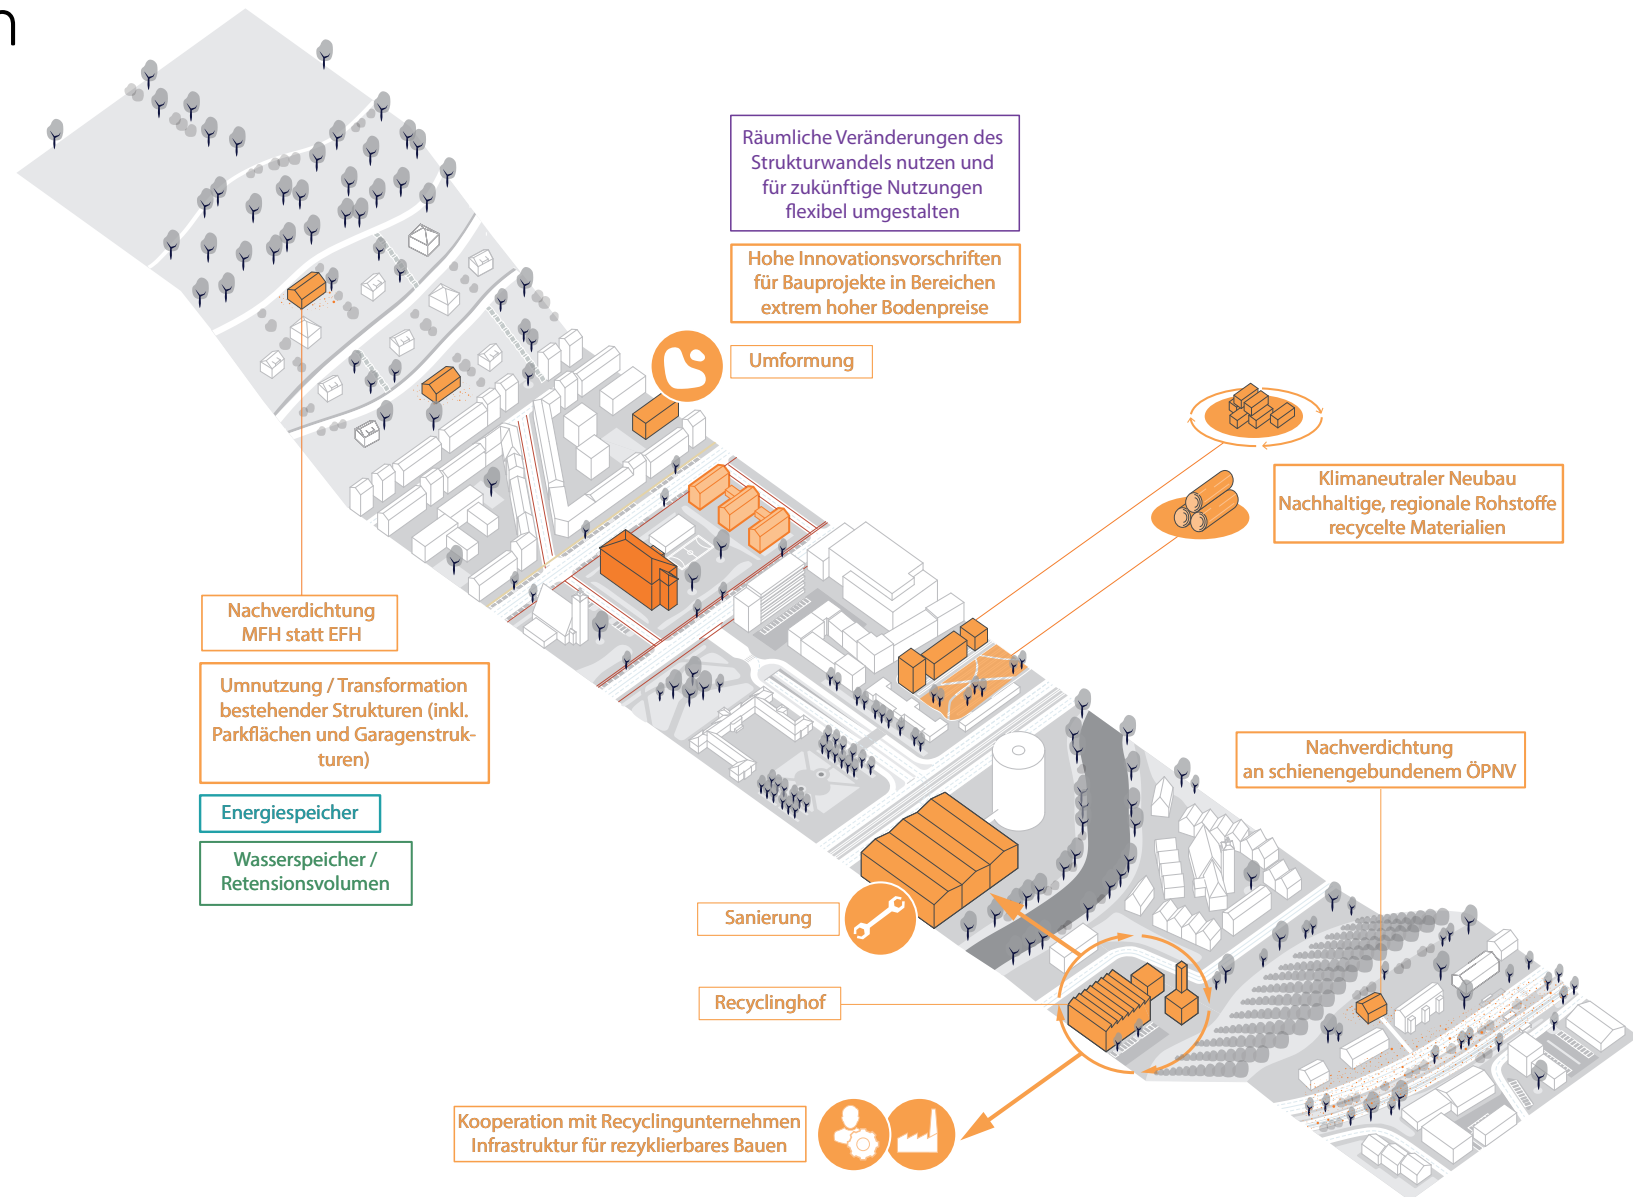 n
Räumliche Veränderungen des
Strukturwandels nutzen und
für zukünftige Nutzungen
flexibel umgestalten
Hohe Innovationsvorschriften
für Bauprojekte in Bereichen
extrem hoher Bodenpreise
Umformung
Klimaneutraler Neubau
Nachhaltige, regionale Rohstoffe
recycelte Materialien
Nachverdichtung
MFH statt EFH
Umnutzung / Transformation
bestehender Strukturen (inkl.
Parkflächen und Garagenstruk-
turen)
Energiespeicher
Wasserspeicher /
Retensionsvolumen
Nachverdichtung
an schienengebundenem ÖPNV
Sanierung
Recyclinghof
Kooperation mit Recyclingunternehmen
Infrastruktur für rezyklierbares Bauen